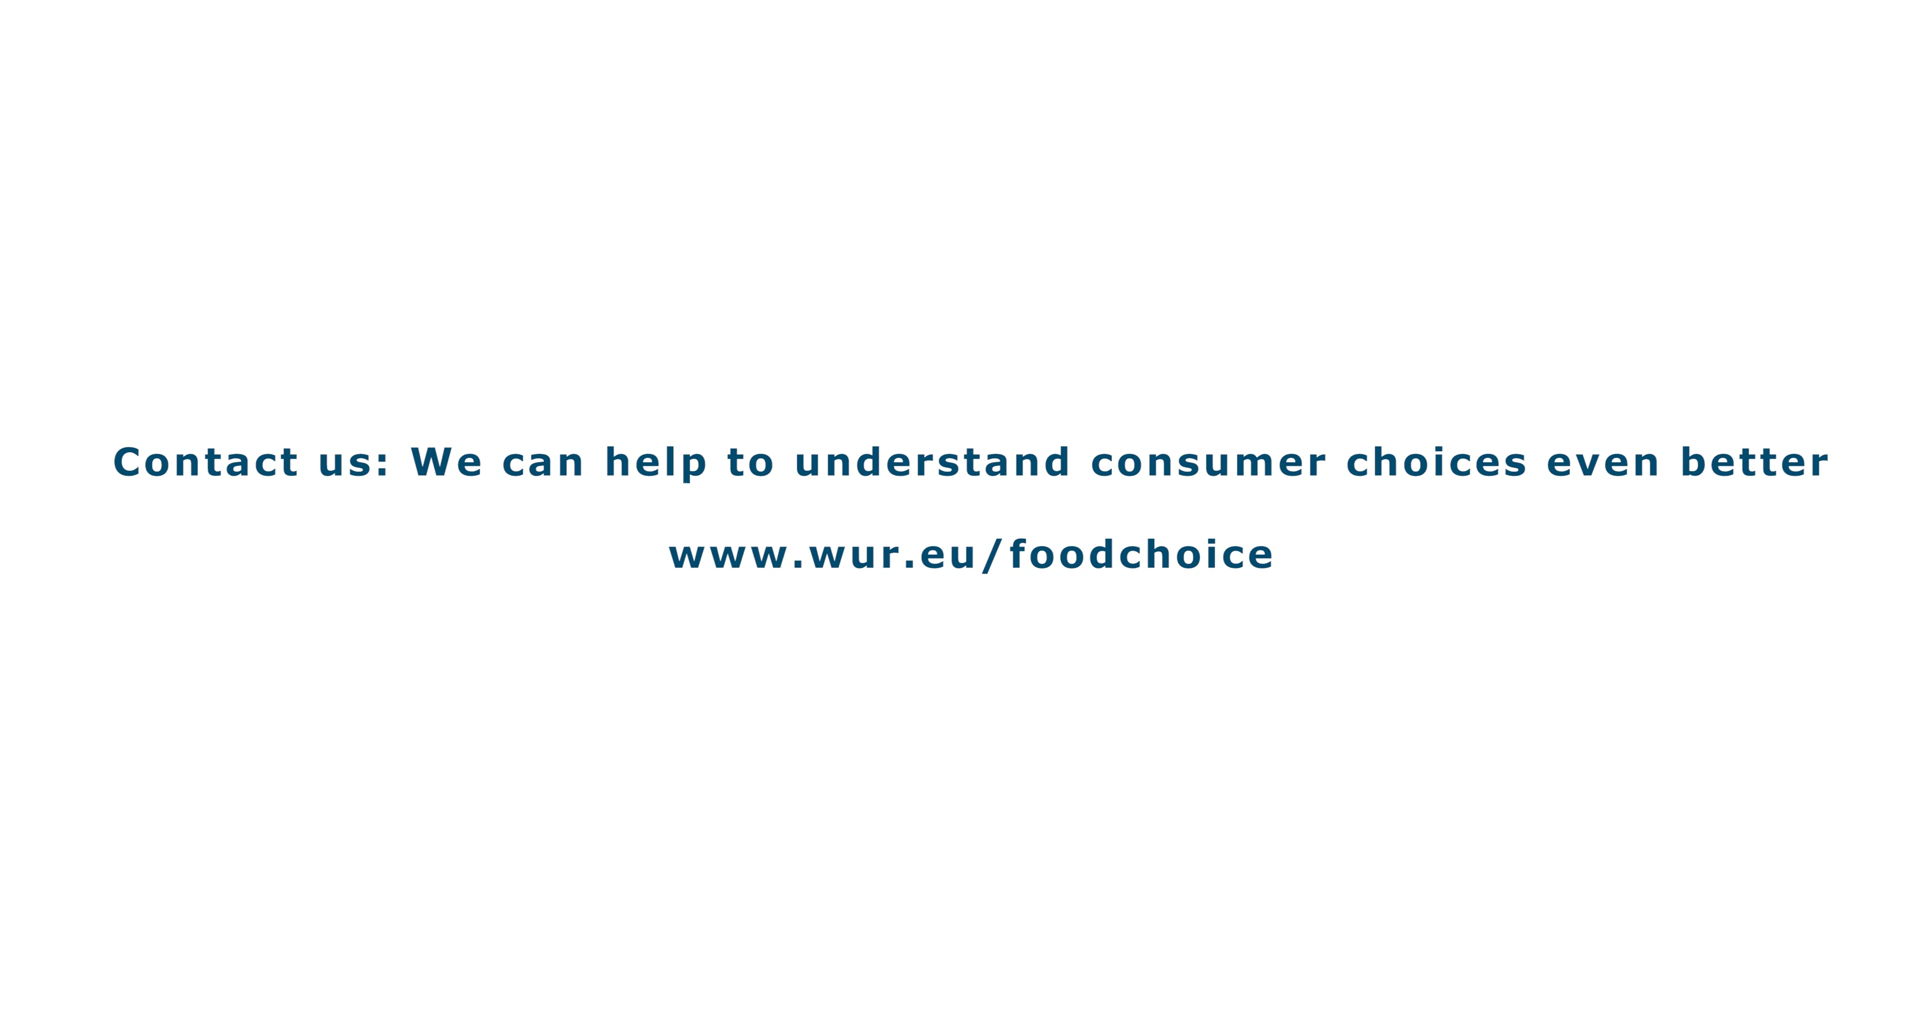 Contact us: We can help to understand consumer choices even better
www.wur.eu/foodchoice